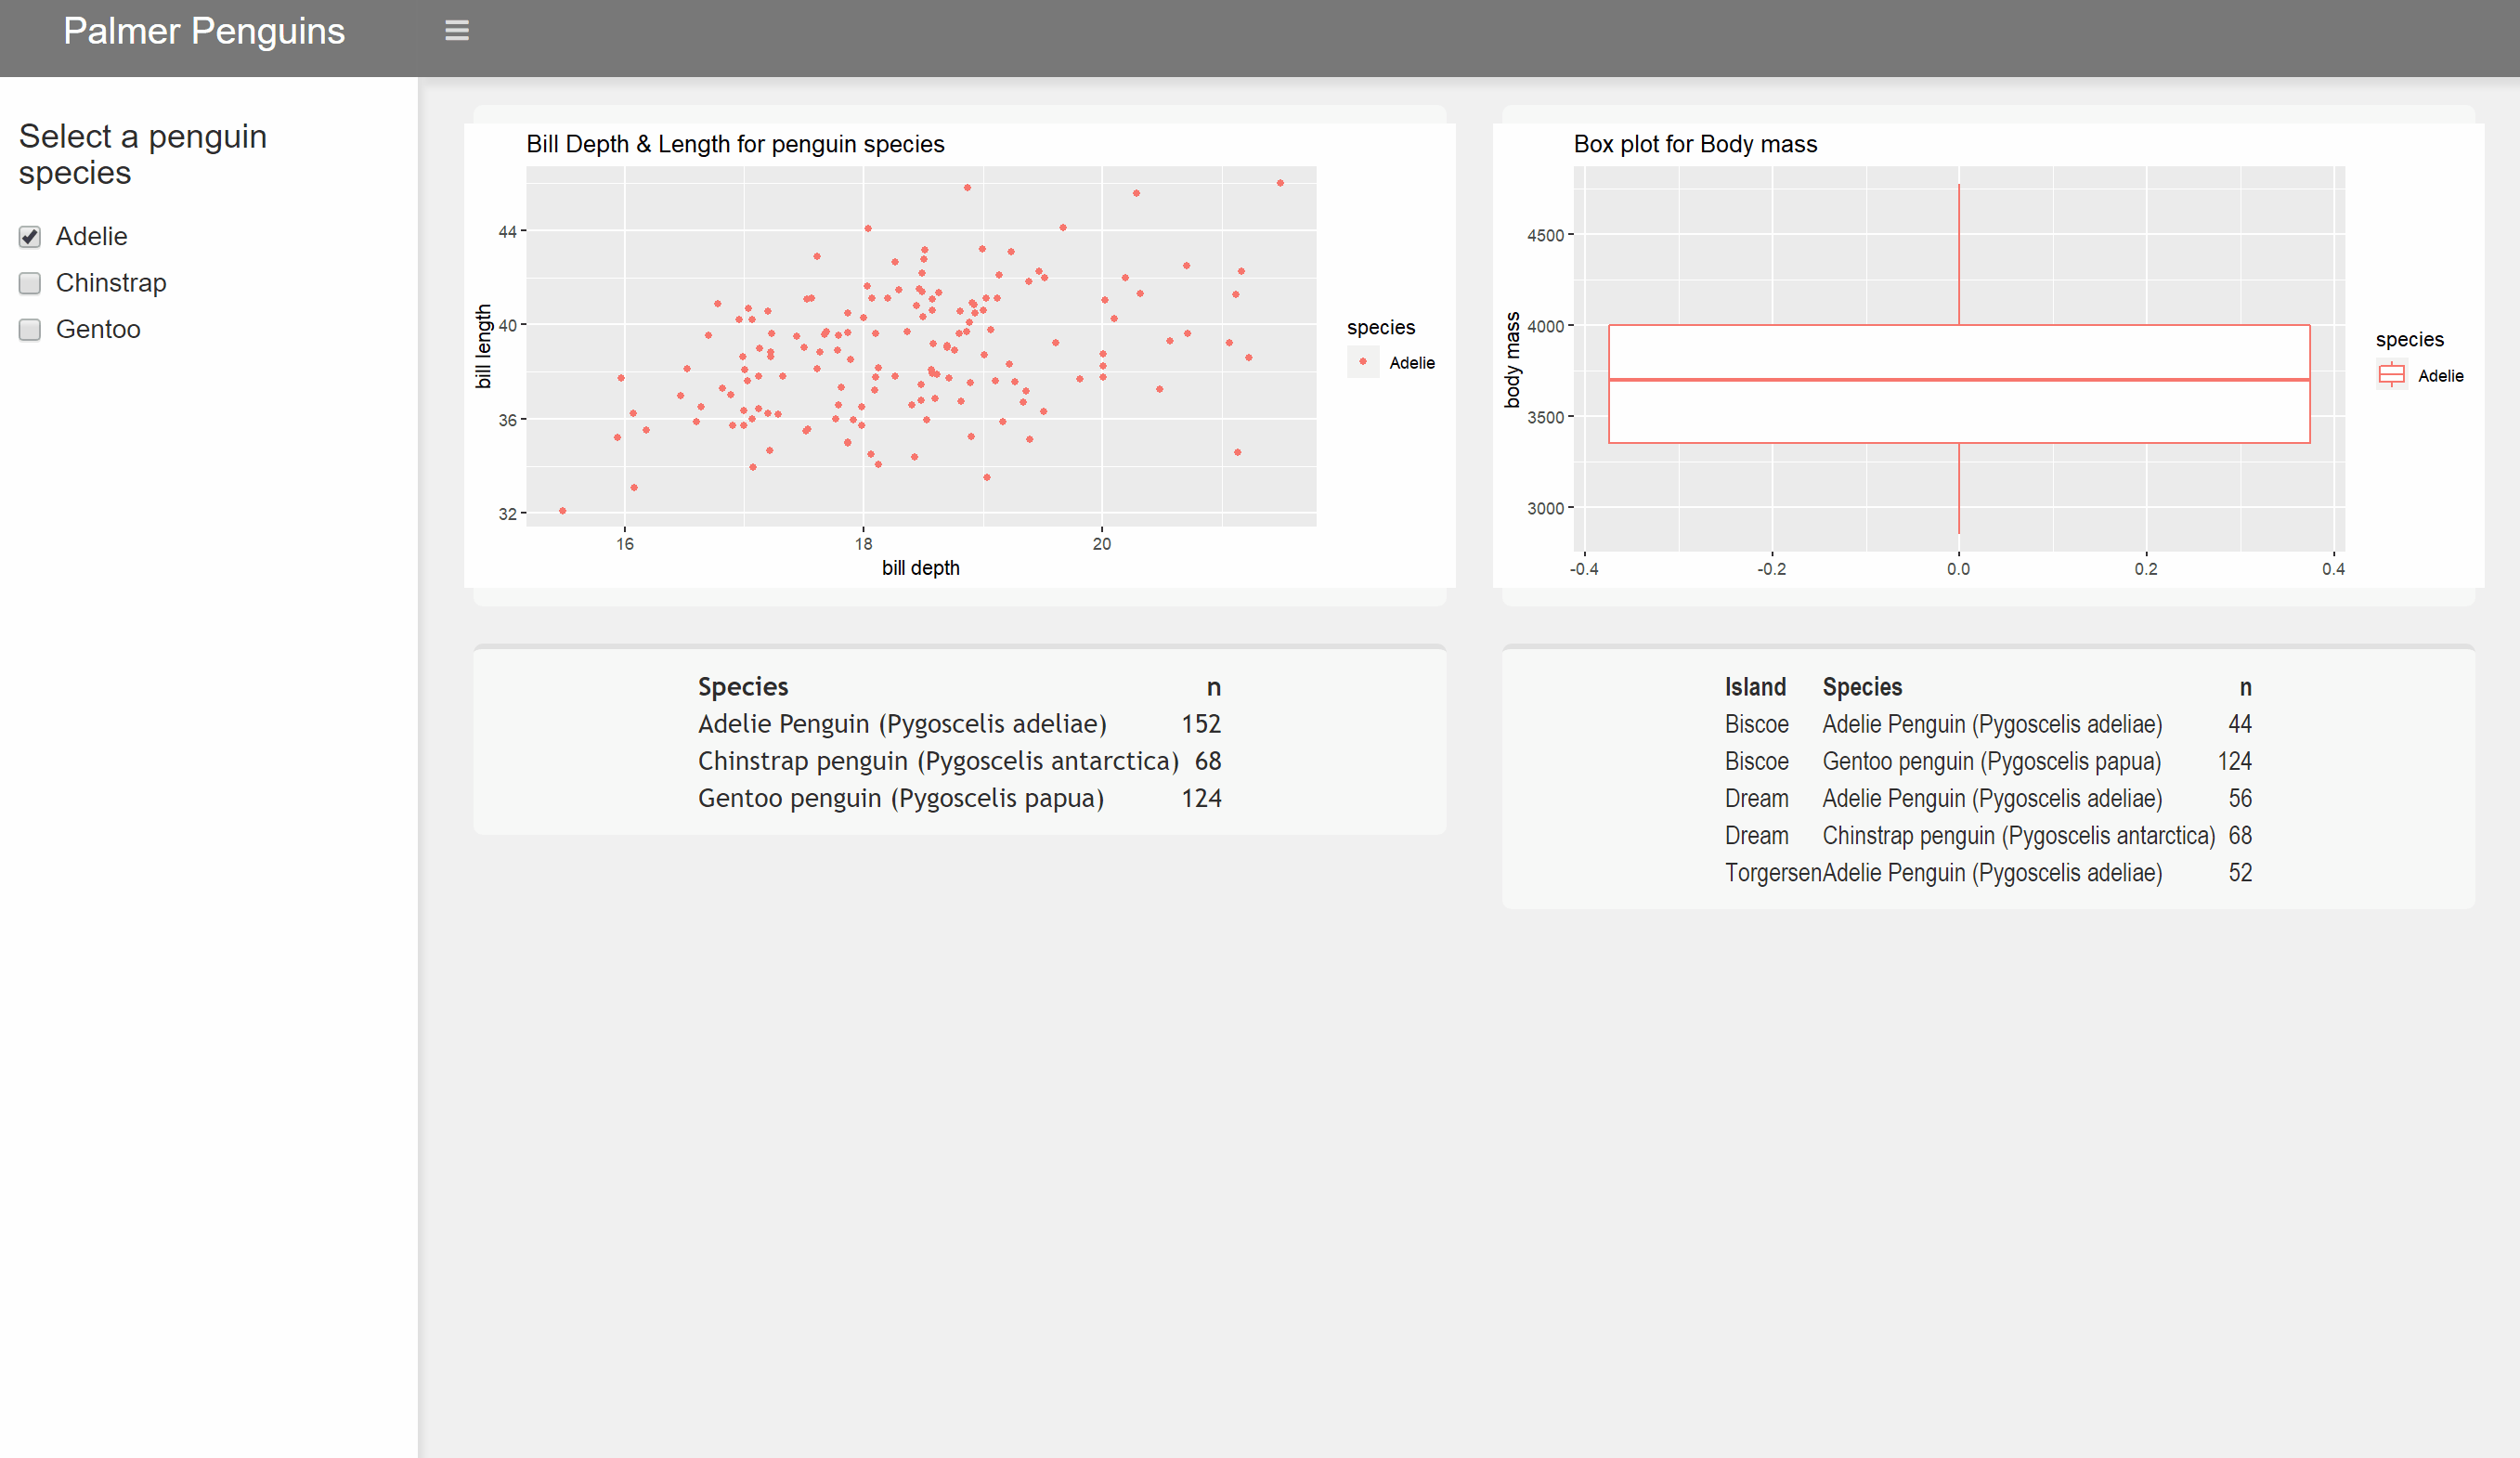 Palmer Penguins
Select a penguin
species
Adelie
Chinstrap
Gentoo
Bill Depth & Length for penguin species
bill length
44
40
36
32
16 18 20
bill depth
species
Adelie
Box plot for Body mass
body mass
4500
4000
3500
3000
-0.4 -0.2 0.0 0.2 0.4
species
Adelie
Species n
Adelie Penguin (Pygoscelis adeliae) 152
Chinstrap penguin (Pygoscelis antarctica) 68
Gentoo penguin (Pygoscelis papua) 124
Island Species n
Biscoe Adelie Penguin (Pygoscelis adeliae) 44
Biscoe Gentoo penguin (Pygoscelis papua) 124
Dream Adelie Penguin (Pygoscelis adeliae) 56
Dream Chinstrap penguin (Pygoscelis antarctica) 68
Torgersen Adelie Penguin (Pygoscelis adeliae) 52